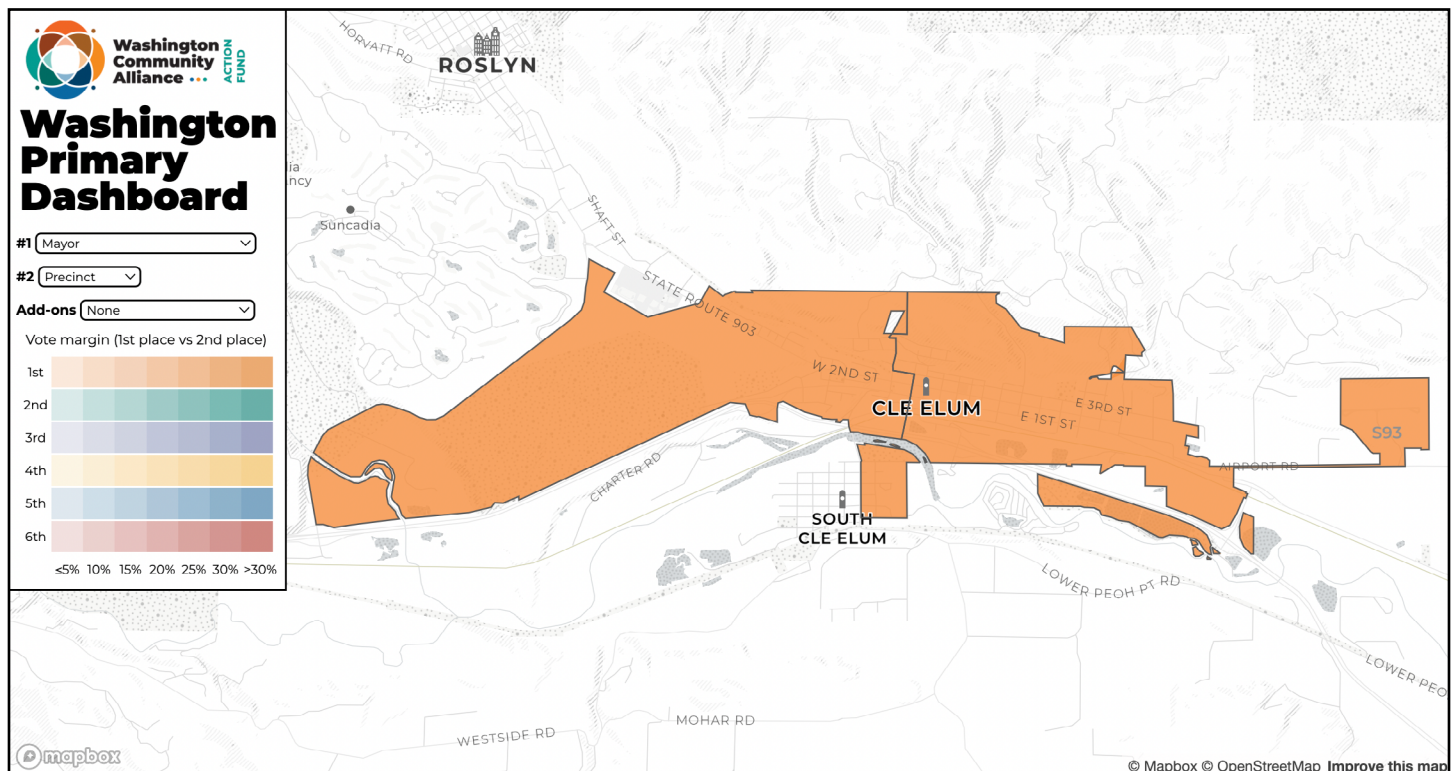 Washington
Community
Alliance
ACTION
FUND
Washington
Primary
Dashboard
#1 Mayor
#2 Precinct
Add-ons None
Vote margin (1st place vs 2nd place)
1st
2nd
3rd
4th
5th
6th
≤5% 10% 15% 20% 25% 30% >30%
HORVATT RD
ROSLYN
lia
ncy
Suncadia
SHAFT ST
STATE ROUTE 903
W 2ND ST
CLE ELUM
E 3RD ST
E 1ST ST
S93
AIRPORT RD
CHARTER RD
SOUTH
CLE ELUM
LOWER PEOH PT RD
LOWER PEO
MOHAR RD
WESTSIDE RD
mapbox
© Mapbox © OpenStreetMap Improve this map